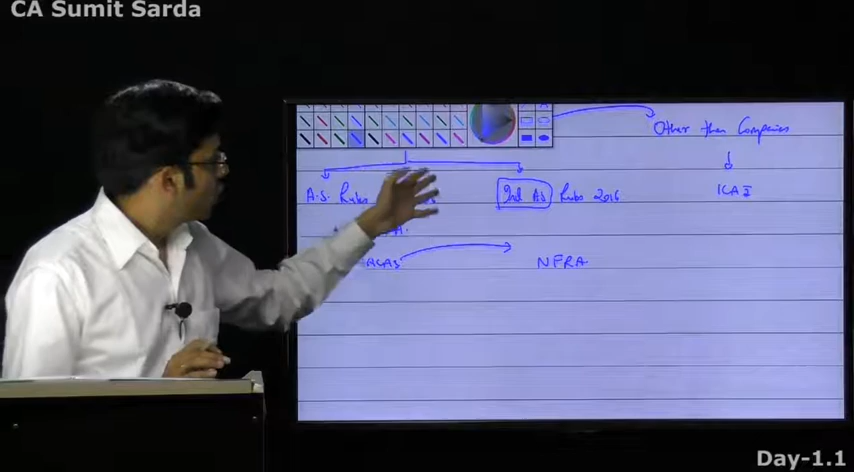 CA Sumit Sarda
Other than Companies
A.S. Rules
Ind AS Rules 2016
ICAI
NFRA
Day-1.1